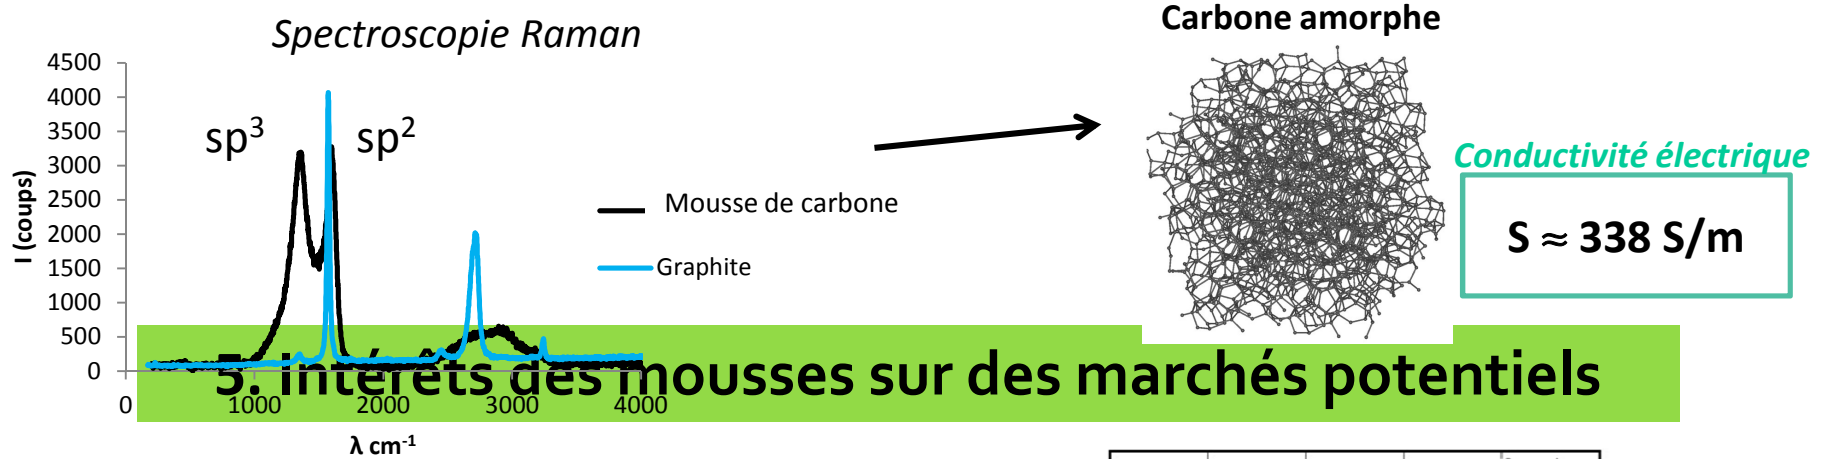 Spectroscopie Raman
4500
4000
3500
3000
2500
2000
1500
1000
500
0
I (coups)
sp³ sp²
0 1000 2000 3000 4000
λ cm⁻¹
Mousse de carbone
Graphite
Carbone amorphe
Conductivité électrique
S ≈ 338 S/m
5. Intérêts des mousses sur des marchés potentiels